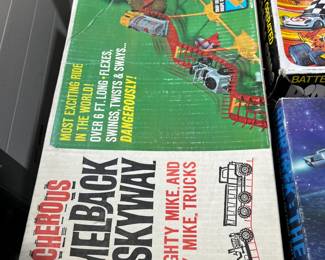 MOST EXCITING RIDE
IN THE WORLD!
OVER 6 FT. LONG-FLEXES,
SWINGS, TWISTS & SWAYS...
DANGEROUSLY!
CHEROUS
MELBACK
SKYWAY
GHTY MIKE, AND
Y MIKE, TRUCKS
BATTE